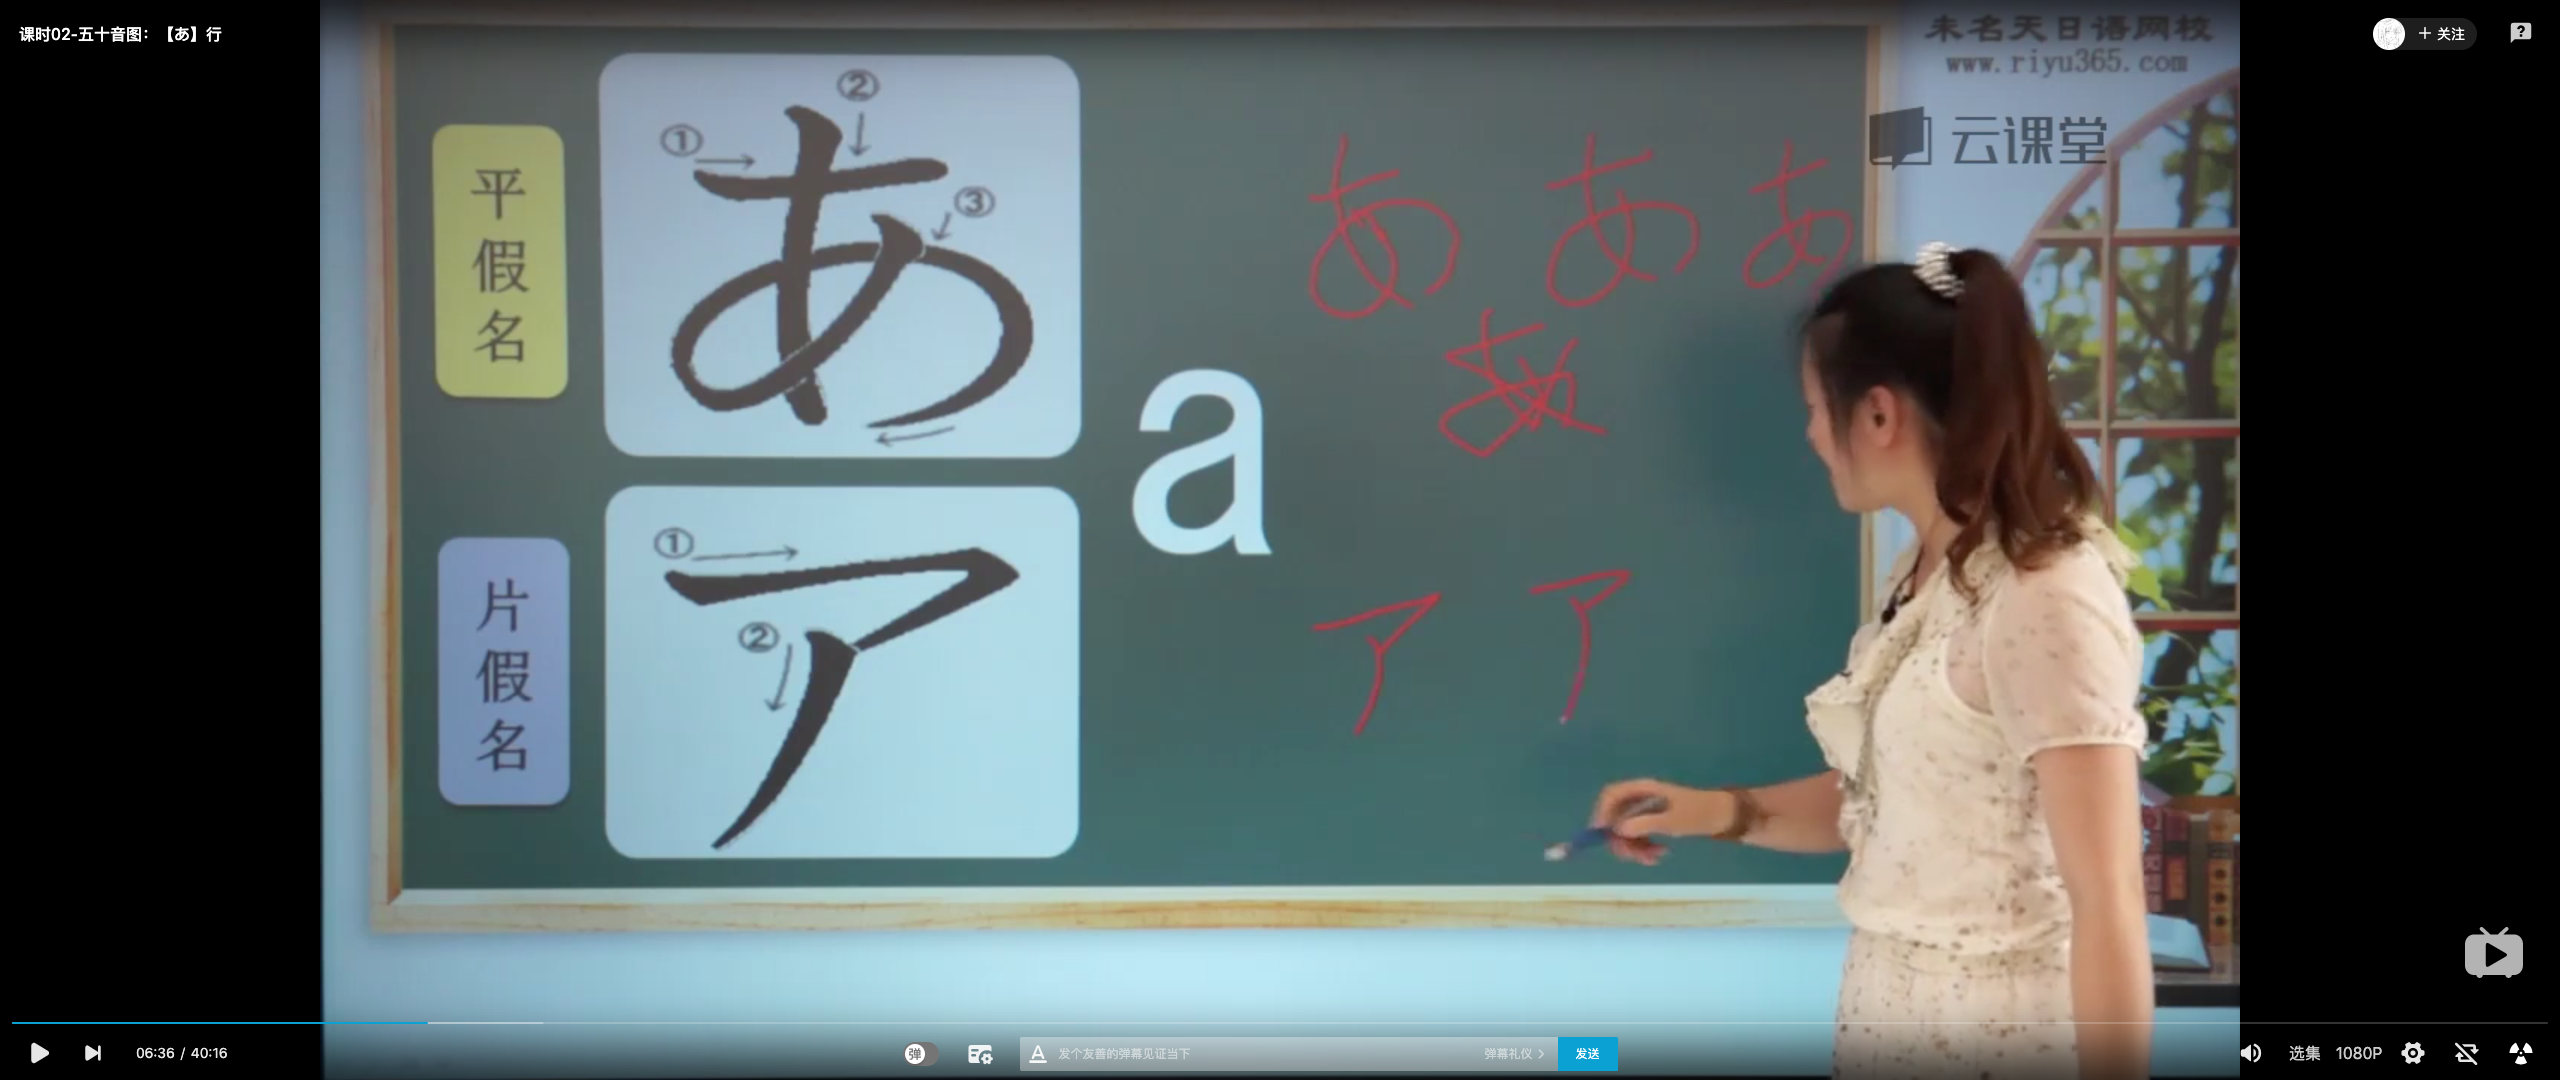 课时02-五十音图：【あ】行
+ 关注
未名天日语网校
www.riyu365.com
云课堂
平假名
① ② ③
あ
あ あ あ
あ
a
片假名
① ②
ア
ア ア
06:36 / 40:16
弹
A 发个友善的弹幕见证当下
弹幕礼仪 >
发送
选集
1080P